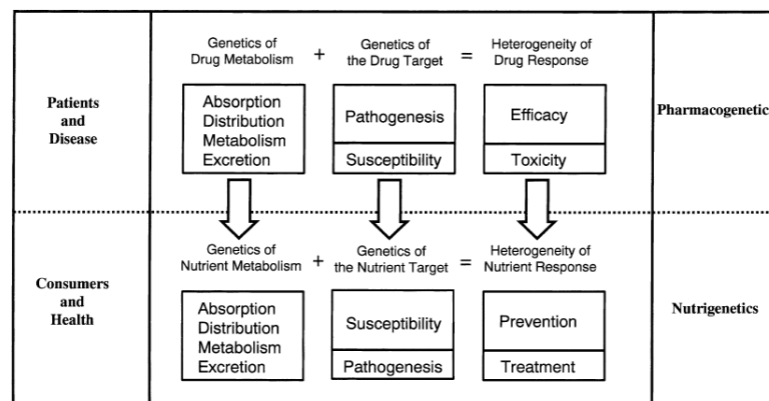 Genetics of
Drug Metabolism
+
Genetics of
the Drug Target
=
Heterogeneity of
Drug Response
Patients
and
Disease
Absorption
Distribution
Metabolism
Excretion
Pathogenesis
Susceptibility
Efficacy
Toxicity
Pharmacogenetic
Genetics of
Nutrient Metabolism
+
Genetics of
the Nutrient Target
=
Heterogeneity of
Nutrient Response
Consumers
and
Health
Absorption
Distribution
Metabolism
Excretion
Susceptibility
Pathogenesis
Prevention
Treatment
Nutrigenetics